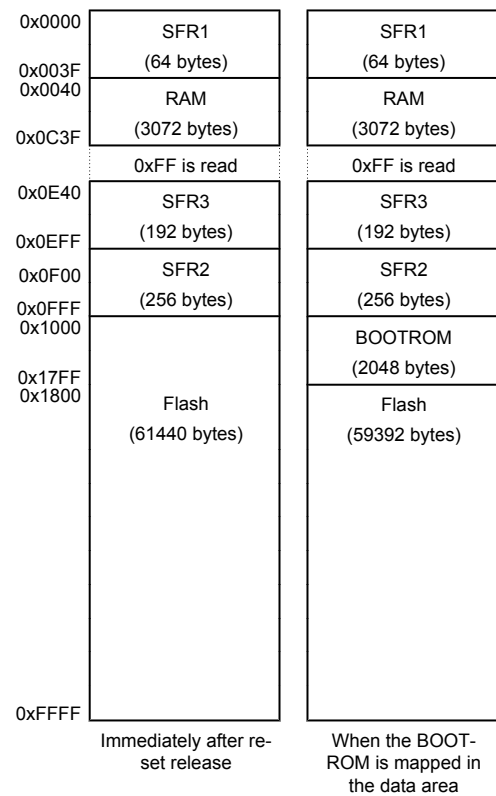 0x0000
SFR1
(64 bytes)
SFR1
(64 bytes)
0x003F
0x0040
RAM
(3072 bytes)
RAM
(3072 bytes)
0x0C3F
0xFF is read
0xFF is read
0x0E40
SFR3
(192 bytes)
SFR3
(192 bytes)
0x0EFF
0x0F00
SFR2
(256 bytes)
SFR2
(256 bytes)
0x0FFF
0x1000
BOOTROM
(2048 bytes)
0x17FF
0x1800
Flash
(61440 bytes)
Flash
(59392 bytes)
0xFFFF
Immediately after re-
set release
When the BOOT-
ROM is mapped in
the data area